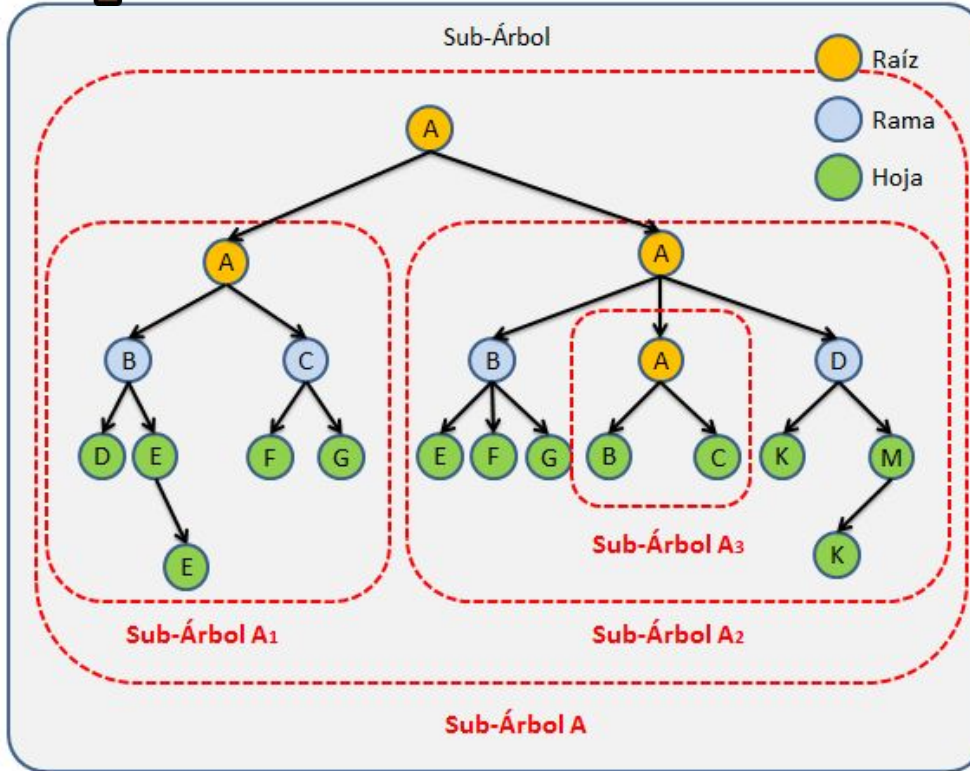 Sub-Árbol
Raíz
Rama
Hoja
A
A A
B C B A D
D E F G E F G B C K M
E K
Sub-Árbol A3
Sub-Árbol A1 Sub-Árbol A2
Sub-Árbol A